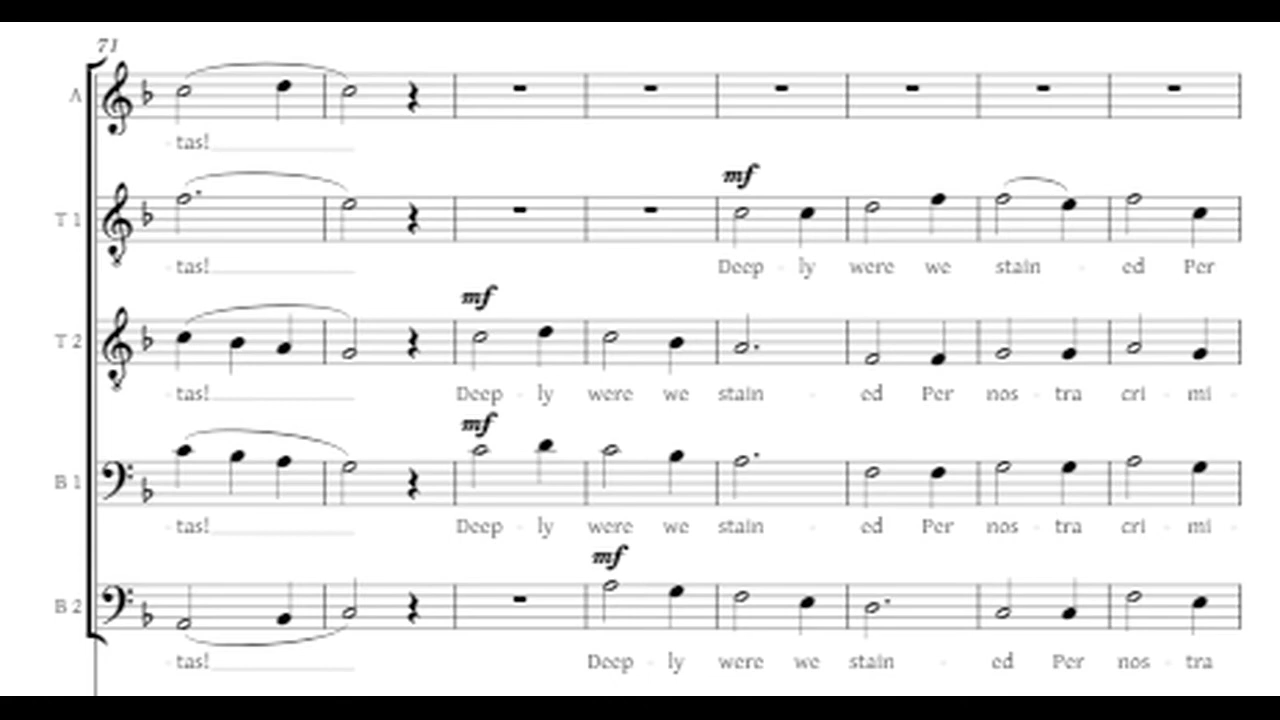 71
A
- tas!
mf
T 1
- tas! Deep - ly were we stain - ed Per
mf
T 2
- tas! Deep - ly were we stain - ed Per nos - tra cri - mi -
mf
B 1
- tas! Deep - ly were we stain - ed Per nos - tra cri - mi -
mf
B 2
- tas! Deep - ly were we stain - ed Per nos - tra